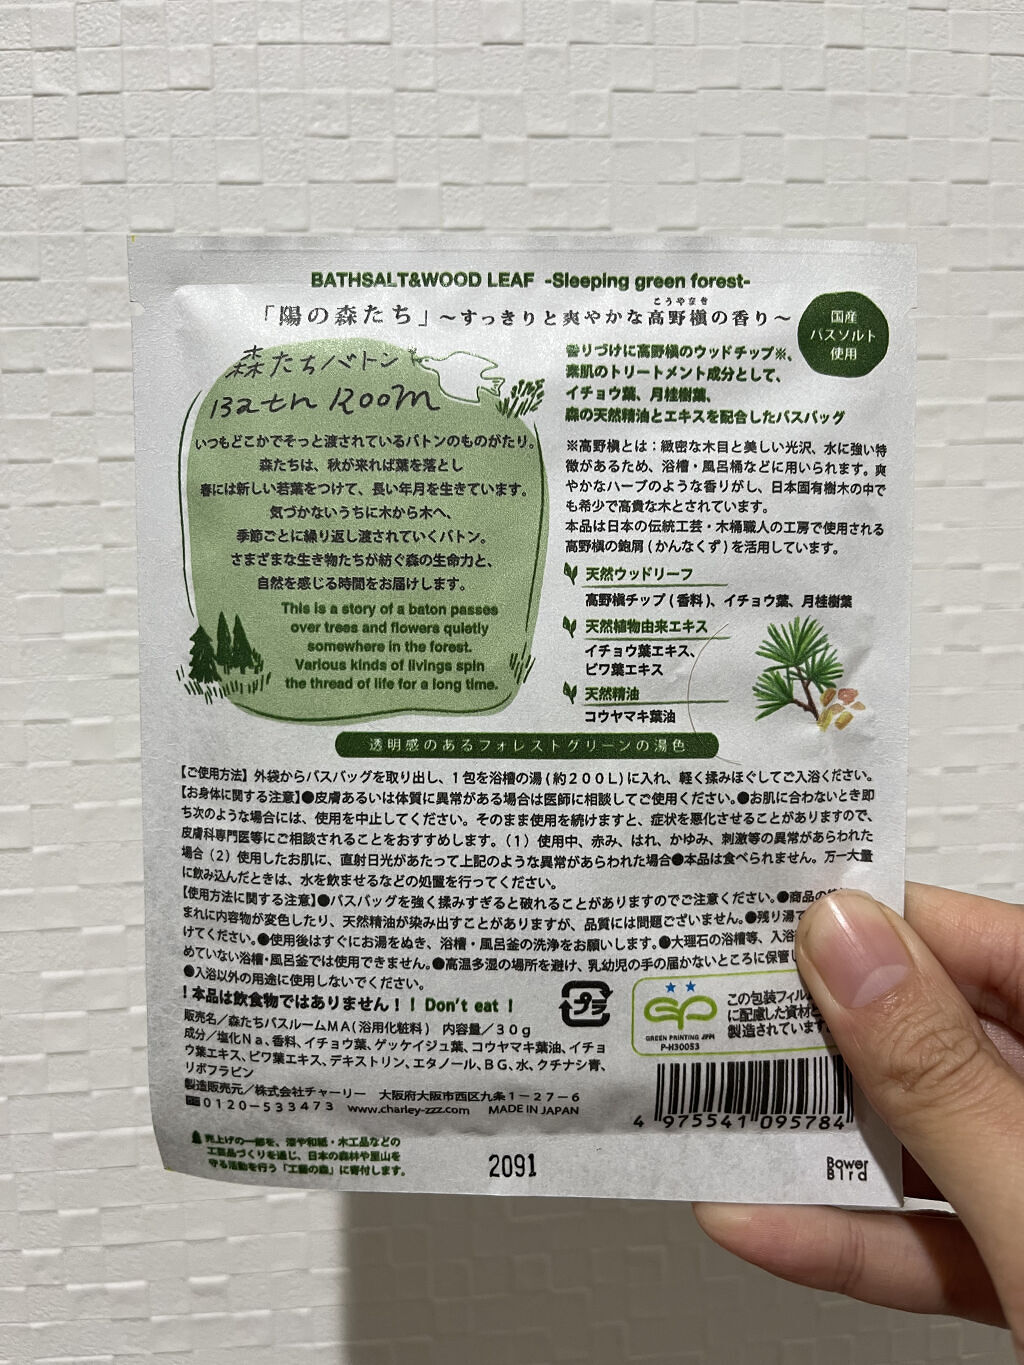 BATHSALT&WOOD LEAF -Sleeping green forest-
こうやまき
「陽の森たち」～すっきりと爽やかな高野槇の香り～
国産
バスソルト
使用
森たちバトン
Bath Room
いつもどこかでそっと渡されているバトンのものがたり。
森たちは、秋が来れば葉を落とし
春には新しい若葉をつけて、長い年月を生きています。
気づかないうちに木から木へ、
季節ごとに繰り返し渡されていくバトン。
さまざまな生き物たちが紡ぐ森の生命力と、
自然を感じる時間をお届けします。
This is a story of a baton passes
over trees and flowers quietly
somewhere in the forest.
Various kinds of livings spin
the thread of life for a long time.
香りづけに高野槇のウッドチップ※、
素肌のトリートメント成分として、
イチョウ葉、月桂樹葉、
森の天然精油とエキスを配合したバスバッグ
※高野槇とは：緻密な木目と美しい光沢、水に強い特
徴があるため、浴槽・風呂桶などに用いられます。爽
やかなハーブのような香りがし、日本固有樹木の中で
も希少で高貴な木とされています。
本品は日本の伝統工芸・木桶職人の工房で使用される
高野槇の鉋屑(かんなくず)を活用しています。
天然ウッドリーフ
高野槇チップ(香料)、イチョウ葉、月桂樹葉
天然植物由来エキス
イチョウ葉エキス、
ビワ葉エキス
天然精油
コウヤマキ葉油
透明感のあるフォレストグリーンの湯色
【ご使用方法】外袋からバスバッグを取り出し、1包を浴槽の湯(約200L)に入れ、軽く揉みほぐしてご入浴ください。
【お身体に関する注意】●皮膚あるいは体質に異常がある場合は医師に相談してご使用ください。●お肌に合わないとき即
ち次のような場合には、使用を中止してください。そのまま使用を続けますと、症状を悪化させることがありますので、
皮膚科専門医等にご相談されることをおすすめします。（1）使用中、赤み、はれ、かゆみ、刺激等の異常があらわれた
場合（2）使用したお肌に、直射日光があたって上記のような異常があらわれた場合●本品は食べられません。万一大量
に飲み込んだときは、水を飲ませるなどの処置を行ってください。
【使用方法に関する注意】●バスバッグを強く揉みすぎると破れることがありますのでご注意ください。●商品の
まれに内容物が変色したり、天然精油が染み出すことがありますが、品質には問題ございません。●残り湯で
けてください。●使用後はすぐにお湯をぬき、浴槽・風呂釜の洗浄をお願いします。●大理石の浴槽等、入浴
めていない浴槽・風呂釜では使用できません。●高温多湿の場所を避け、乳幼児の手の届かないところに保管し
●入浴以外の用途に使用しないでください。
！本品は飲食物ではありません！！ Don't eat！
販売名／森たちバスルームMA(浴用化粧料) 内容量／30g
成分／塩化Na、香料、イチョウ葉、ゲッケイジュ葉、コウヤマキ葉油、イチョ
ウ葉エキス、ビワ葉エキス、デキストリン、エタノール、BG、水、クチナシ青、
リボフラビン
製造販売元／株式会社チャーリー 大阪府大阪市西区九条1-27-6
0120-533473 www.charley-zzz.com MADE IN JAPAN
プラ
GREEN PRINTING JFPI
P-H30053
この包装フィル
に配慮した資材と
製造されています
4 975541 095784
売上げの一部を、漆や和紙・木工品などの
工芸品づくりを通じ、日本の森林や里山を
守る活動を行う「工藝の森」に寄付します。
2091
Bower
Bird